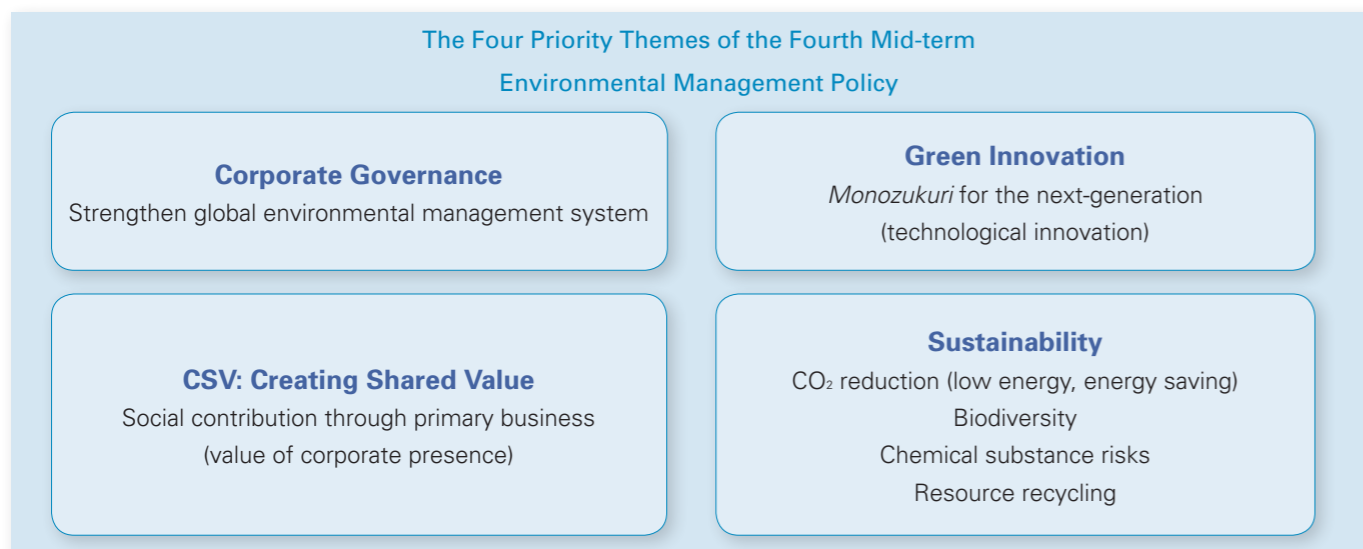 The Four Priority Themes of the Fourth Mid-term
Environmental Management Policy
Corporate Governance
Strengthen global environmental management system
Green Innovation
Monozukuri for the next-generation
(technological innovation)
CSV: Creating Shared Value
Social contribution through primary business
(value of corporate presence)
Sustainability
CO₂ reduction (low energy, energy saving)
Biodiversity
Chemical substance risks
Resource recycling